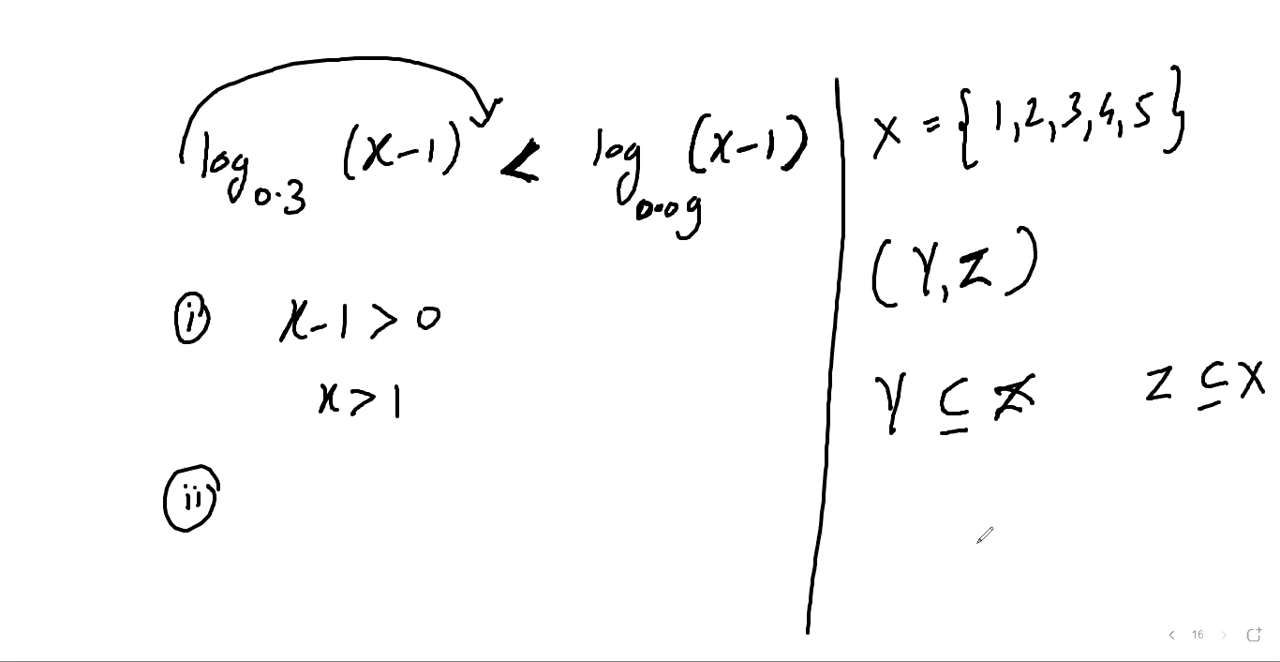 log₀.₃ (x-1) < log₀.₀₉ (x-1)
(i) x-1 > 0
x > 1
(ii)
X = {1,2,3,4,5}
(Y,Z)
Y ⊆ X Z ⊆ X
16